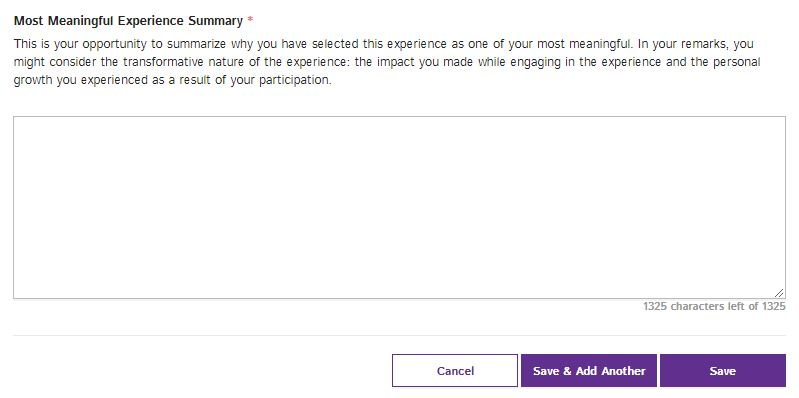 Most Meaningful Experience Summary *
This is your opportunity to summarize why you have selected this experience as one of your most meaningful. In your remarks, you
might consider the transformative nature of the experience: the impact you made while engaging in the experience and the personal
growth you experienced as a result of your participation.
1325 characters left of 1325
Cancel
Save & Add Another
Save